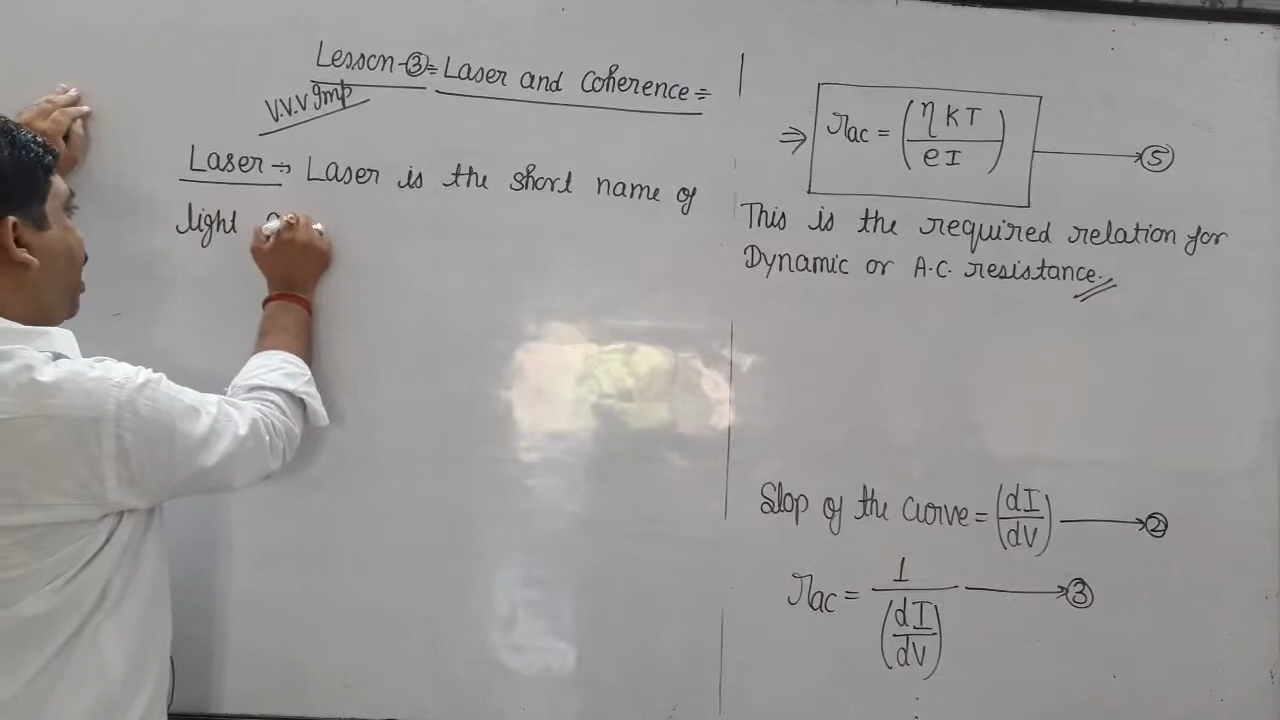 Lesson-③= Laser and Coherence=
V.V.V Imp
Laser → Laser is the short name of
light
⇒ rac = (ηKT/eI) → ⑤
This is the required relation for
Dynamic or A.C. resistance.
Slop of the curve = (dI/dV) → ②
rac = 1/(dI/dV) → ③